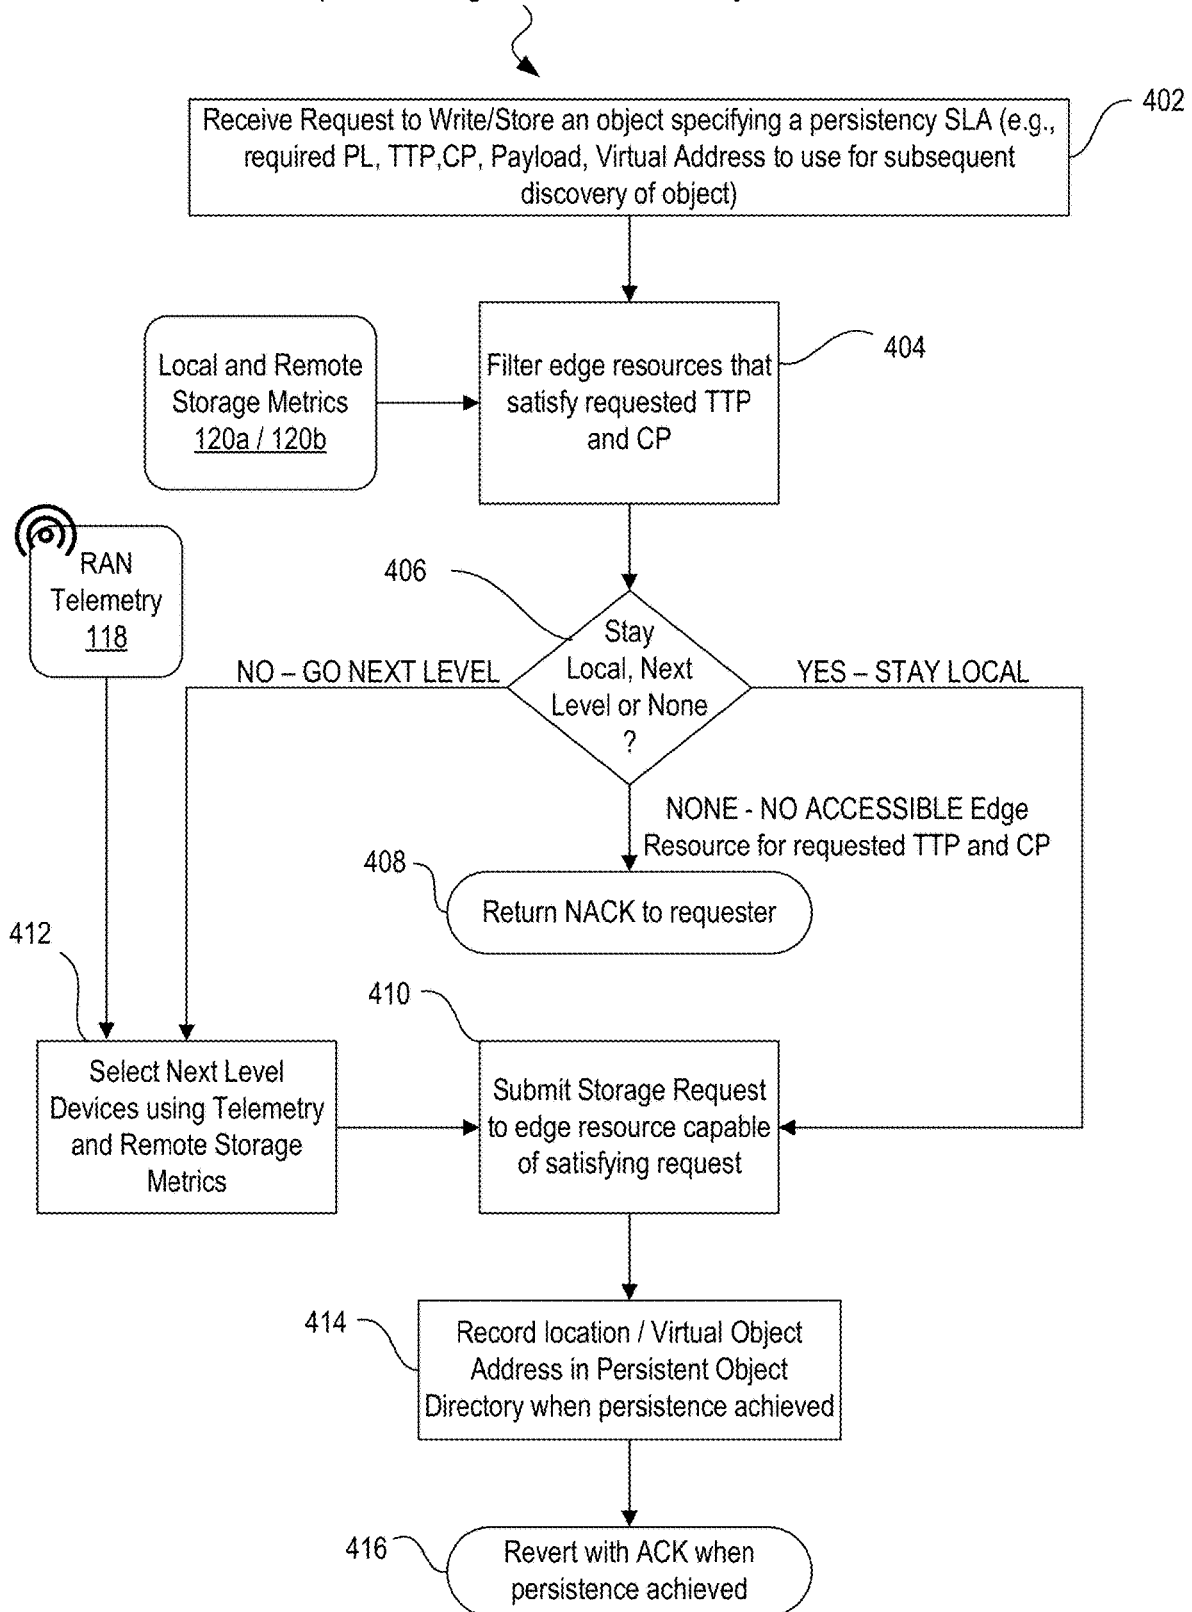 402
Receive Request to Write/Store an object specifying a persistency SLA (e.g.,
required PL, TTP,CP, Payload, Virtual Address to use for subsequent
discovery of object)
404
Local and Remote
Storage Metrics
120a / 120b
Filter edge resources that
satisfy requested TTP
and CP
RAN
Telemetry
118
406
Stay
Local, Next
Level or None
?
NO – GO NEXT LEVEL
YES – STAY LOCAL
NONE - NO ACCESSIBLE Edge
Resource for requested TTP and CP
408
Return NACK to requester
412
410
Select Next Level
Devices using Telemetry
and Remote Storage
Metrics
Submit Storage Request
to edge resource capable
of satisfying request
414
Record location / Virtual Object
Address in Persistent Object
Directory when persistence achieved
416
Revert with ACK when
persistence achieved